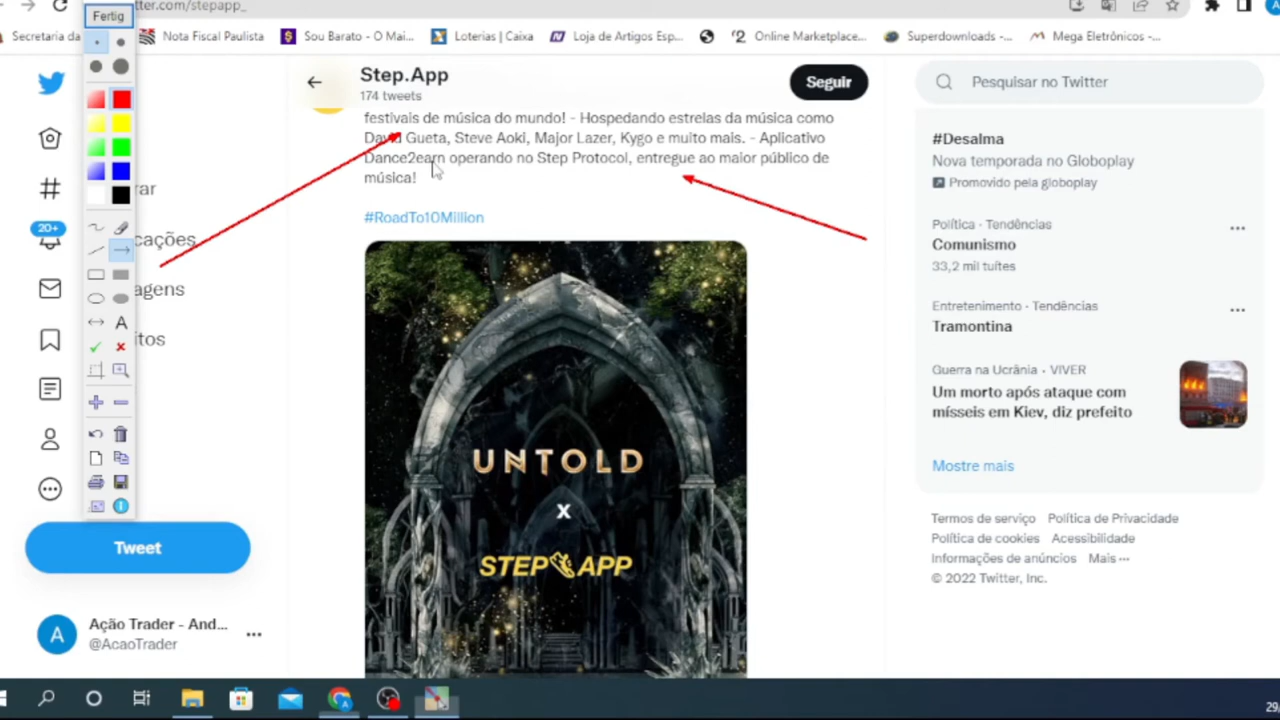 tter.com/stepapp_
Fertig
Secretaria da
Nota Fiscal Paulista
$ Sou Barato - O Mai...
Loterias | Caixa
Loja de Artigos Esp...
Online Marketplace...
Superdownloads -...
Mega Eletrônicos -...
Step.App
174 tweets
Seguir
Pesquisar no Twitter
festivais de música do mundo! - Hospedando estrelas da música como
David Gueta, Steve Aoki, Major Lazer, Kygo e muito mais. - Aplicativo
Dance2earn operando no Step Protocol, entregue ao maior público de
música!
#RoadTo10Million
UNTOLD
x
STEP APP
rar
20+
cações
agens
itos
A
Tweet
A
Ação Trader - And...
@AcaoTrader
#Desalma
Nova temporada no Globoplay
Promovido pela globoplay
Política · Tendências
Comunismo
33,2 mil tuítes
Entretenimento · Tendências
Tramontina
Guerra na Ucrânia · VIVER
Um morto após ataque com
mísseis em Kiev, diz prefeito
Mostre mais
Termos de serviço Política de Privacidade
Política de cookies Acessibilidade
Informações de anúncios Mais ···
© 2022 Twitter, Inc.
29/